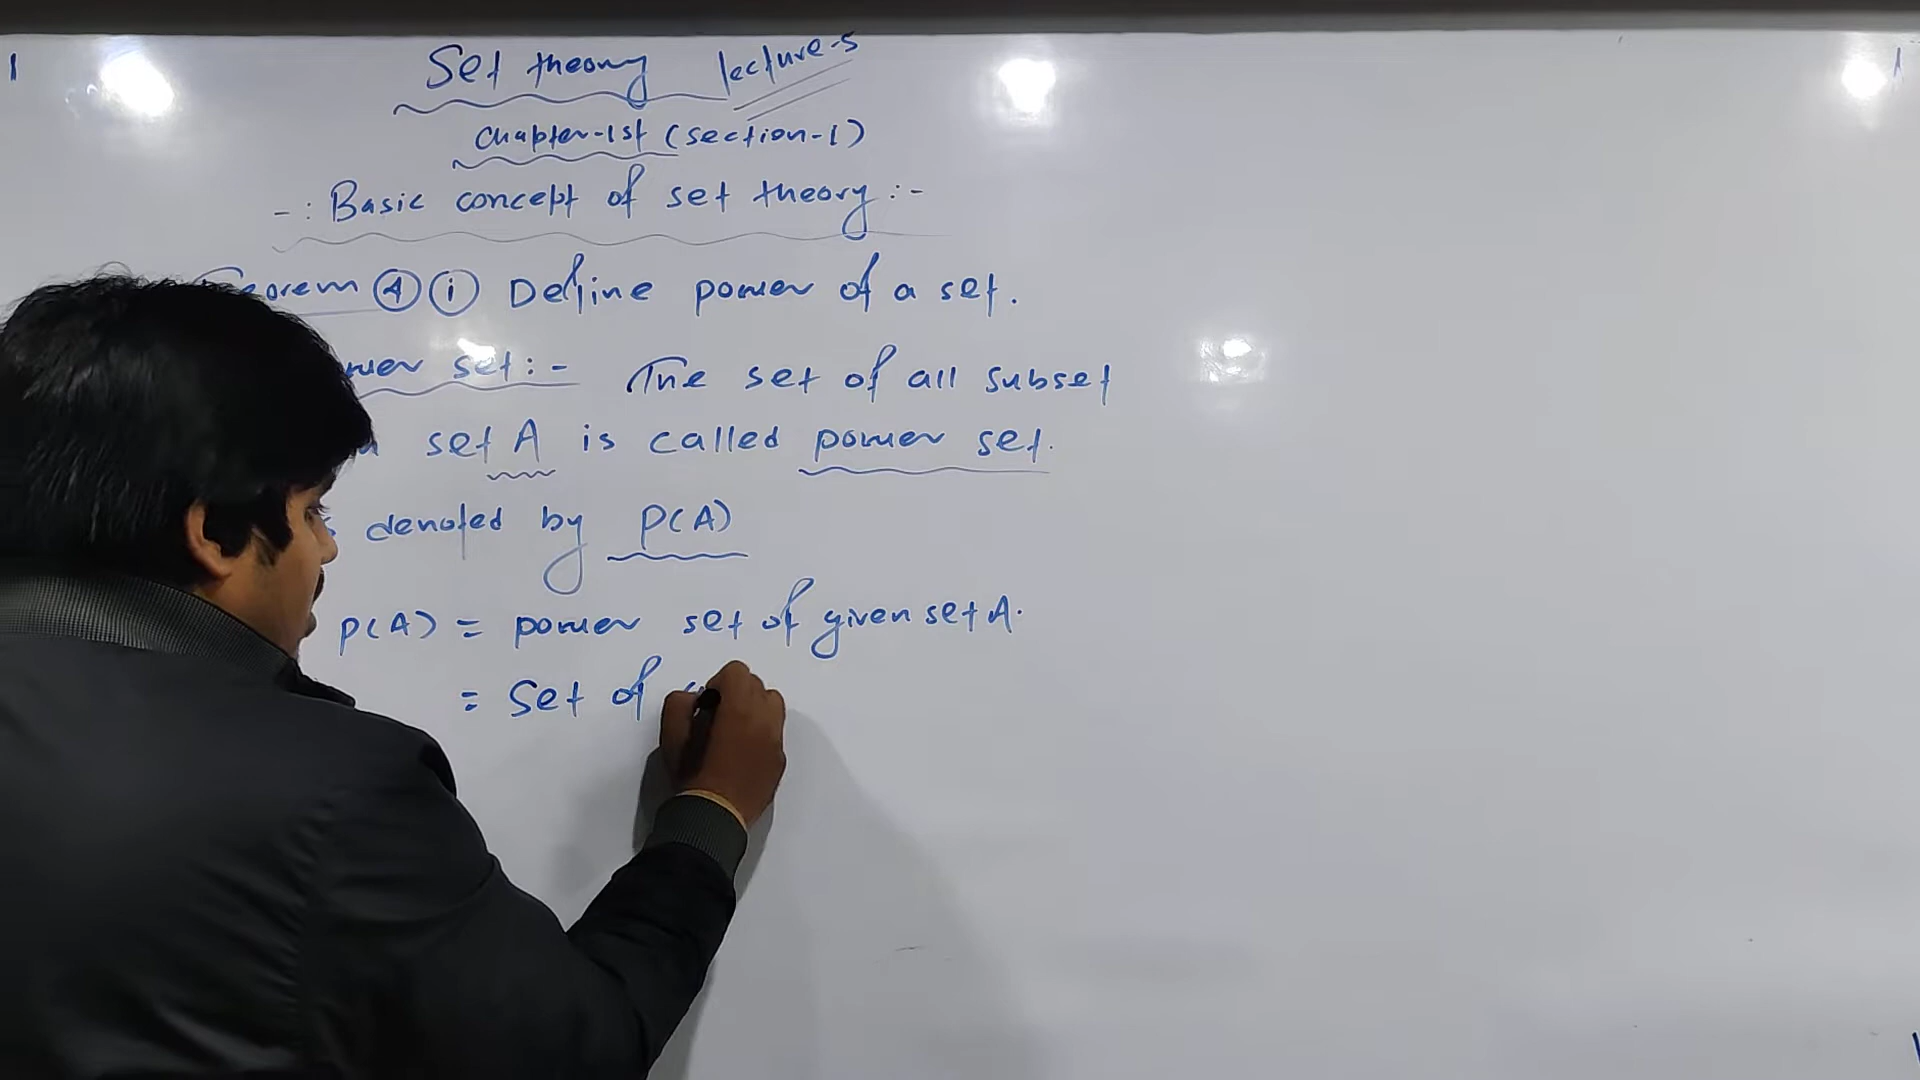 Set theory lecture-5
Chapter-1st (section-1)
-: Basic concept of set theory :-
④ ⓘ Define power of a set.
set :- The set of all subset
set A is called power set.
denoted by P(A)
P(A) = power set of given set A.
= Set of